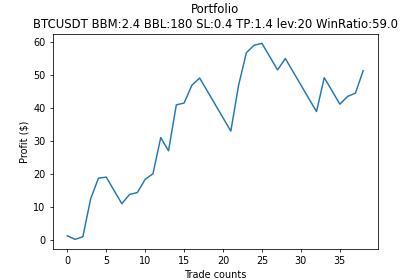 Portfolio
BTCUSDT BBM:2.4 BBL:180 SL:0.4 TP:1.4 lev:20 WinRatio:59.0
60
50
40
30
20
10
0
Profit ($)
0 5 10 15 20 25 30 35
Trade counts